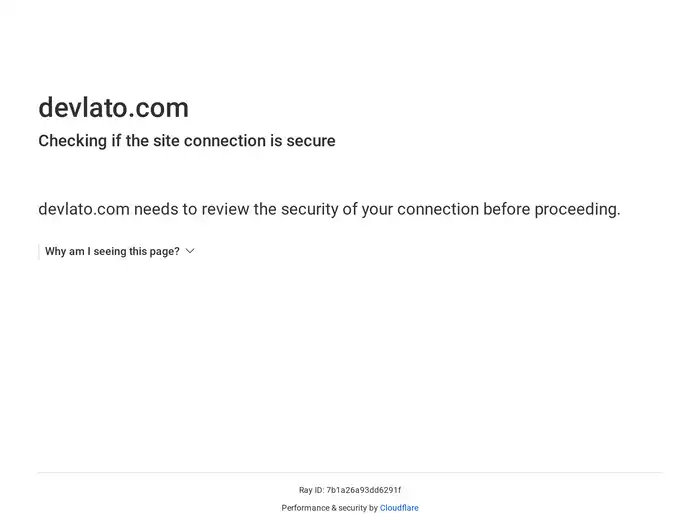 devlato.com
Checking if the site connection is secure
devlato.com needs to review the security of your connection before proceeding.
Why am I seeing this page?
Ray ID: 7b1a26a93dd6291f
Performance & security by Cloudflare